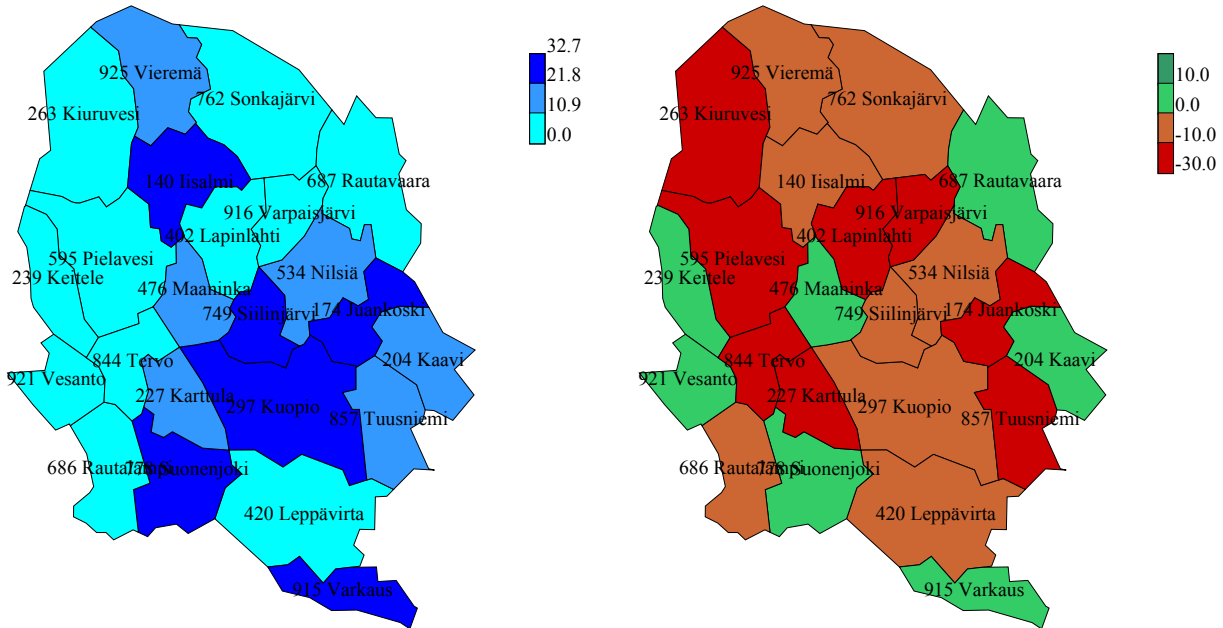 925 Vieremä
762 Sonkajärvi
263 Kiuruvesi
140 Iisalmi
687 Rautavaara
916 Varpaisjärvi
402 Lapinlahti
595 Pielavesi
239 Keitele
534 Nilsiä
476 Maaninka
749 Siilinjärvi
174 Juankoski
844 Tervo
204 Kaavi
921 Vesanto
227 Karttula
297 Kuopio
857 Tuusniemi
686 Rautalampi
778 Suonenjoki
420 Leppävirta
915 Varkaus
32.7
21.8
10.9
0.0
925 Vieremä
762 Sonkajärvi
263 Kiuruvesi
140 Iisalmi
687 Rautavaara
916 Varpaisjärvi
402 Lapinlahti
595 Pielavesi
239 Keitele
534 Nilsiä
476 Maaninka
749 Siilinjärvi
174 Juankoski
844 Tervo
204 Kaavi
921 Vesanto
227 Karttula
297 Kuopio
857 Tuusniemi
686 Rautalampi
778 Suonenjoki
420 Leppävirta
915 Varkaus
10.0
0.0
-10.0
-30.0